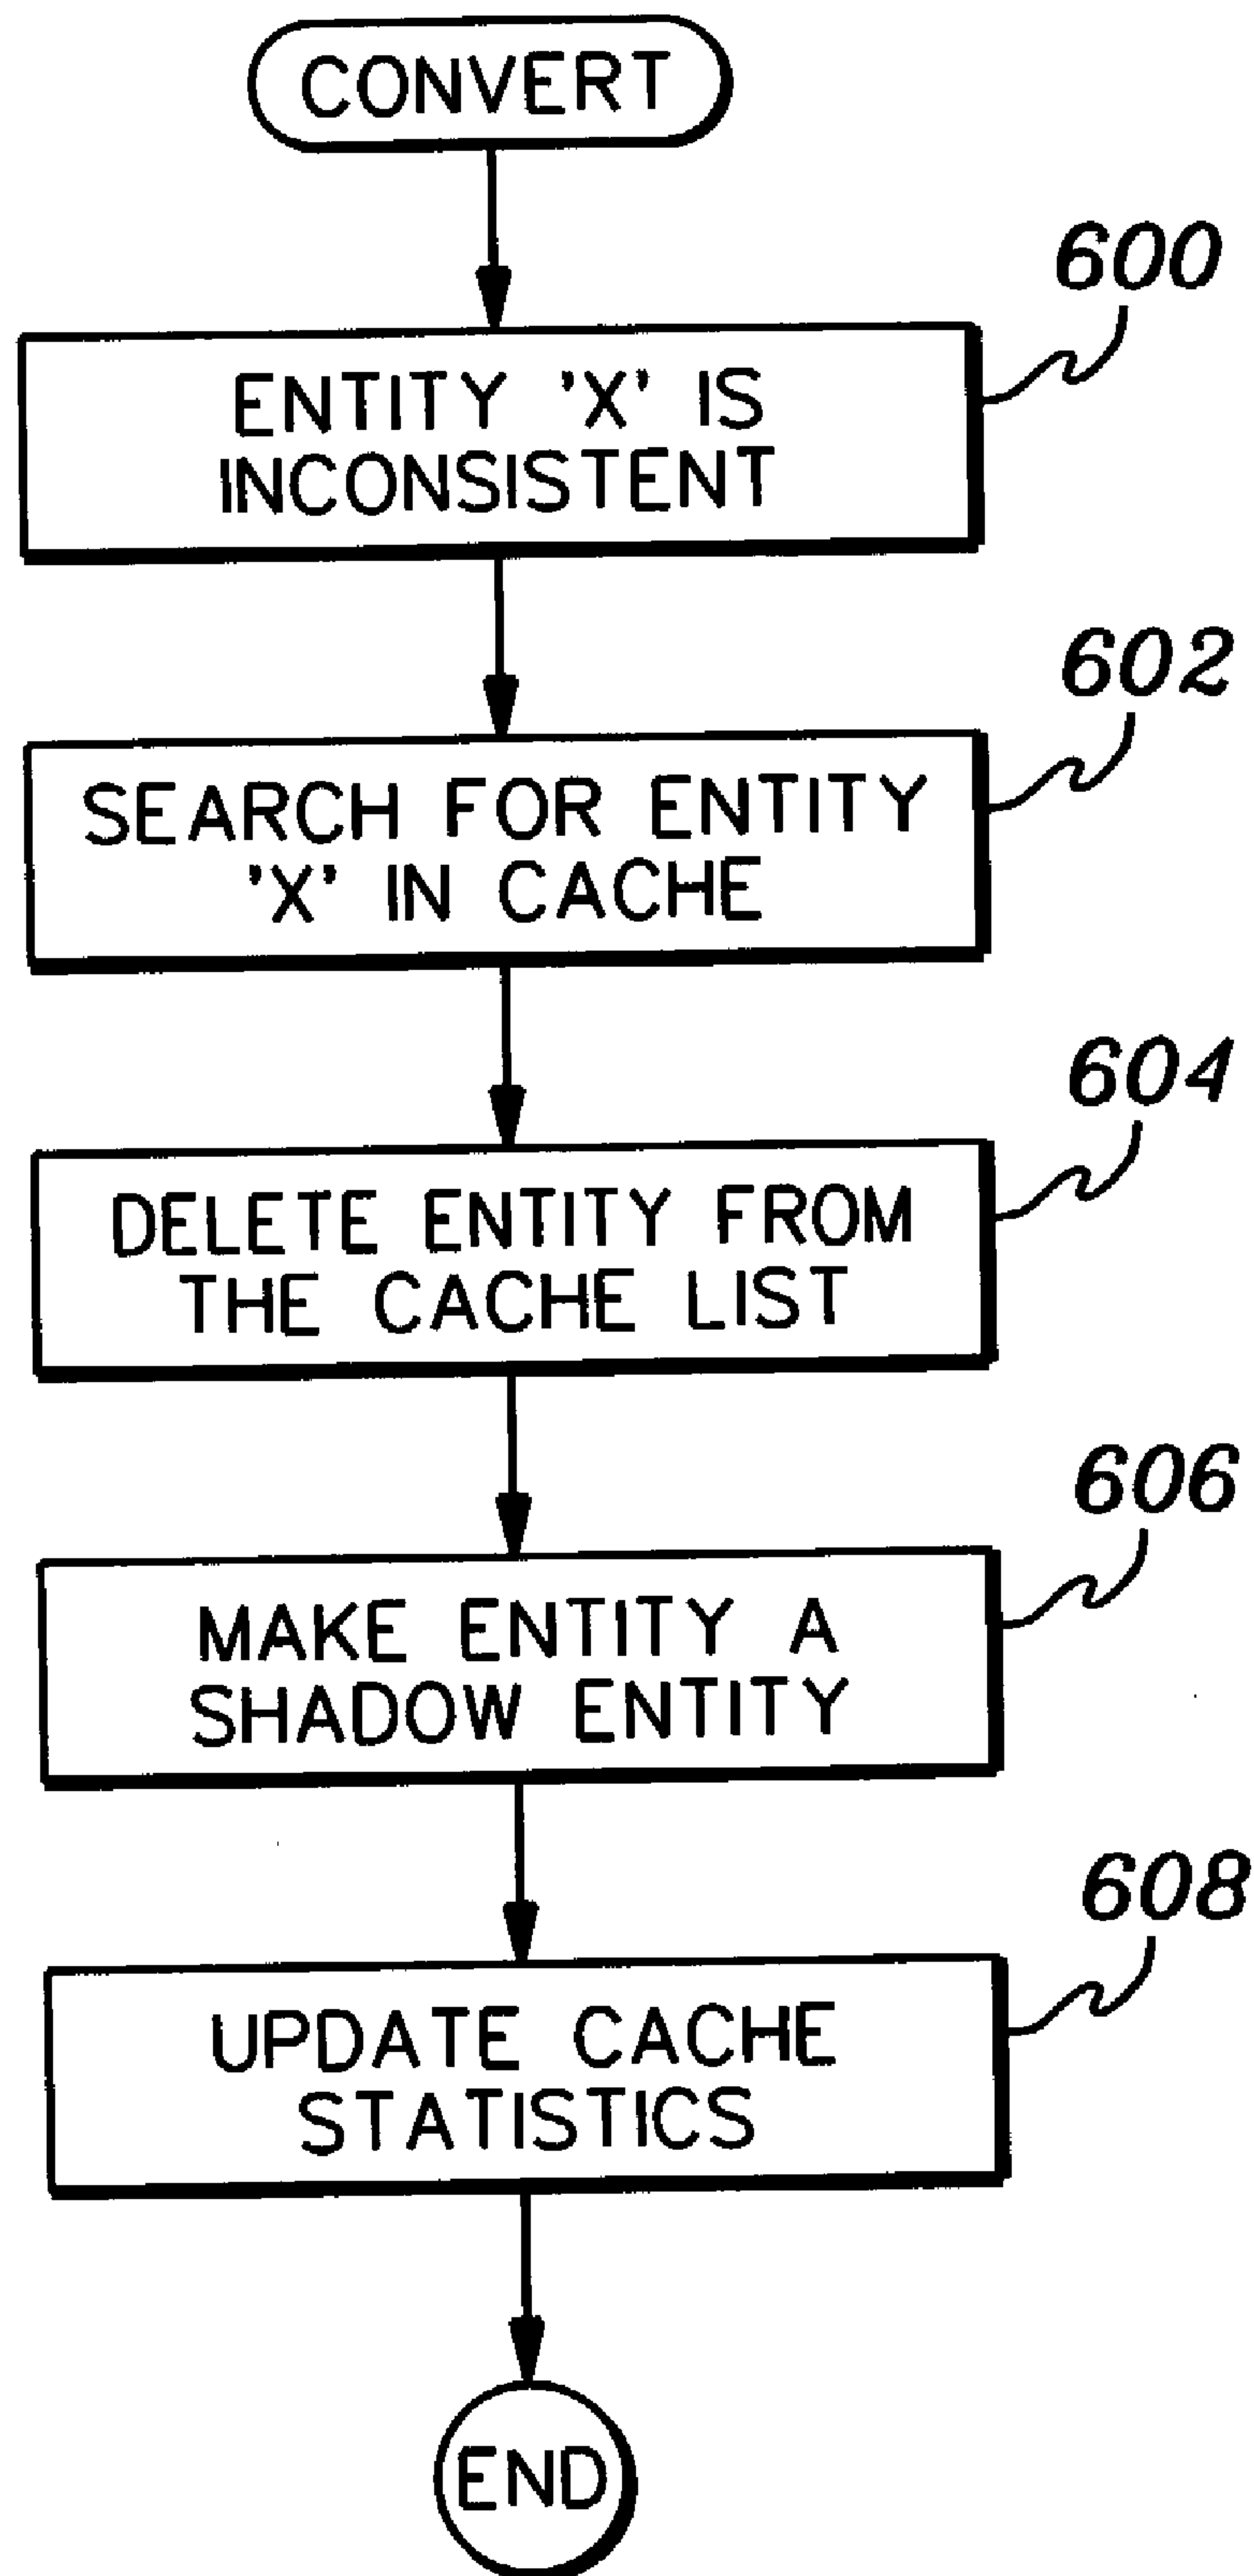 CONVERT
600
ENTITY 'X' IS
INCONSISTENT
602
SEARCH FOR ENTITY
'X' IN CACHE
604
DELETE ENTITY FROM
THE CACHE LIST
606
MAKE ENTITY A
SHADOW ENTITY
608
UPDATE CACHE
STATISTICS
END